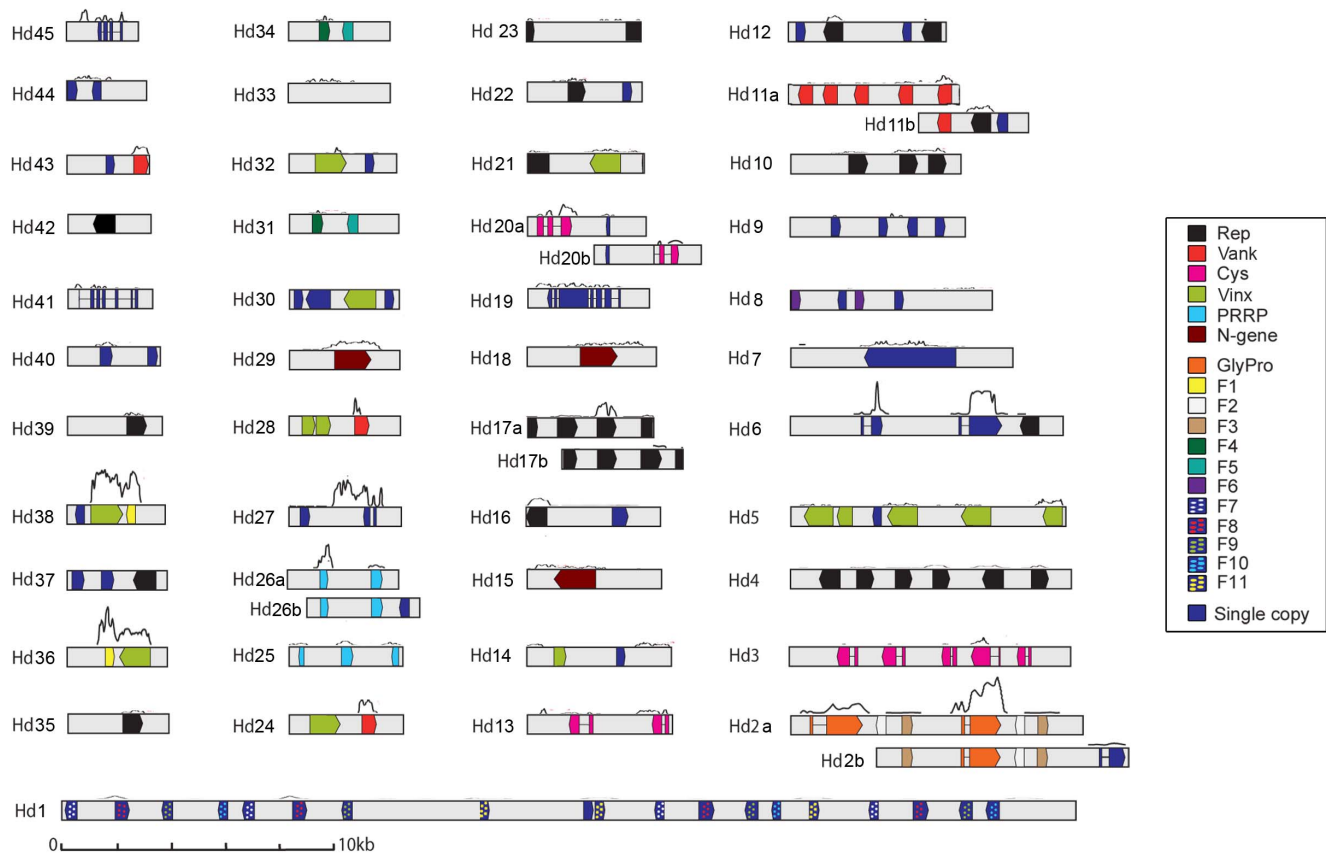 Hd45
Hd34
Hd 23
Hd12
Hd44
Hd33
Hd22
Hd11a
Hd11b
Hd43
Hd32
Hd21
Hd10
Hd42
Hd31
Hd20a
Hd20b
Hd9
Hd41
Hd30
Hd19
Hd8
Hd40
Hd29
Hd18
Hd7
Hd39
Hd28
Hd17a
Hd17b
Hd6
Hd38
Hd27
Hd16
Hd5
Hd37
Hd26a
Hd26b
Hd15
Hd4
Hd36
Hd25
Hd14
Hd3
Hd35
Hd24
Hd13
Hd2a
Hd2b
Hd1
0 10kb
Rep
Vank
Cys
Vinx
PRRP
N-gene
GlyPro
F1
F2
F3
F4
F5
F6
F7
F8
F9
F10
F11
Single copy